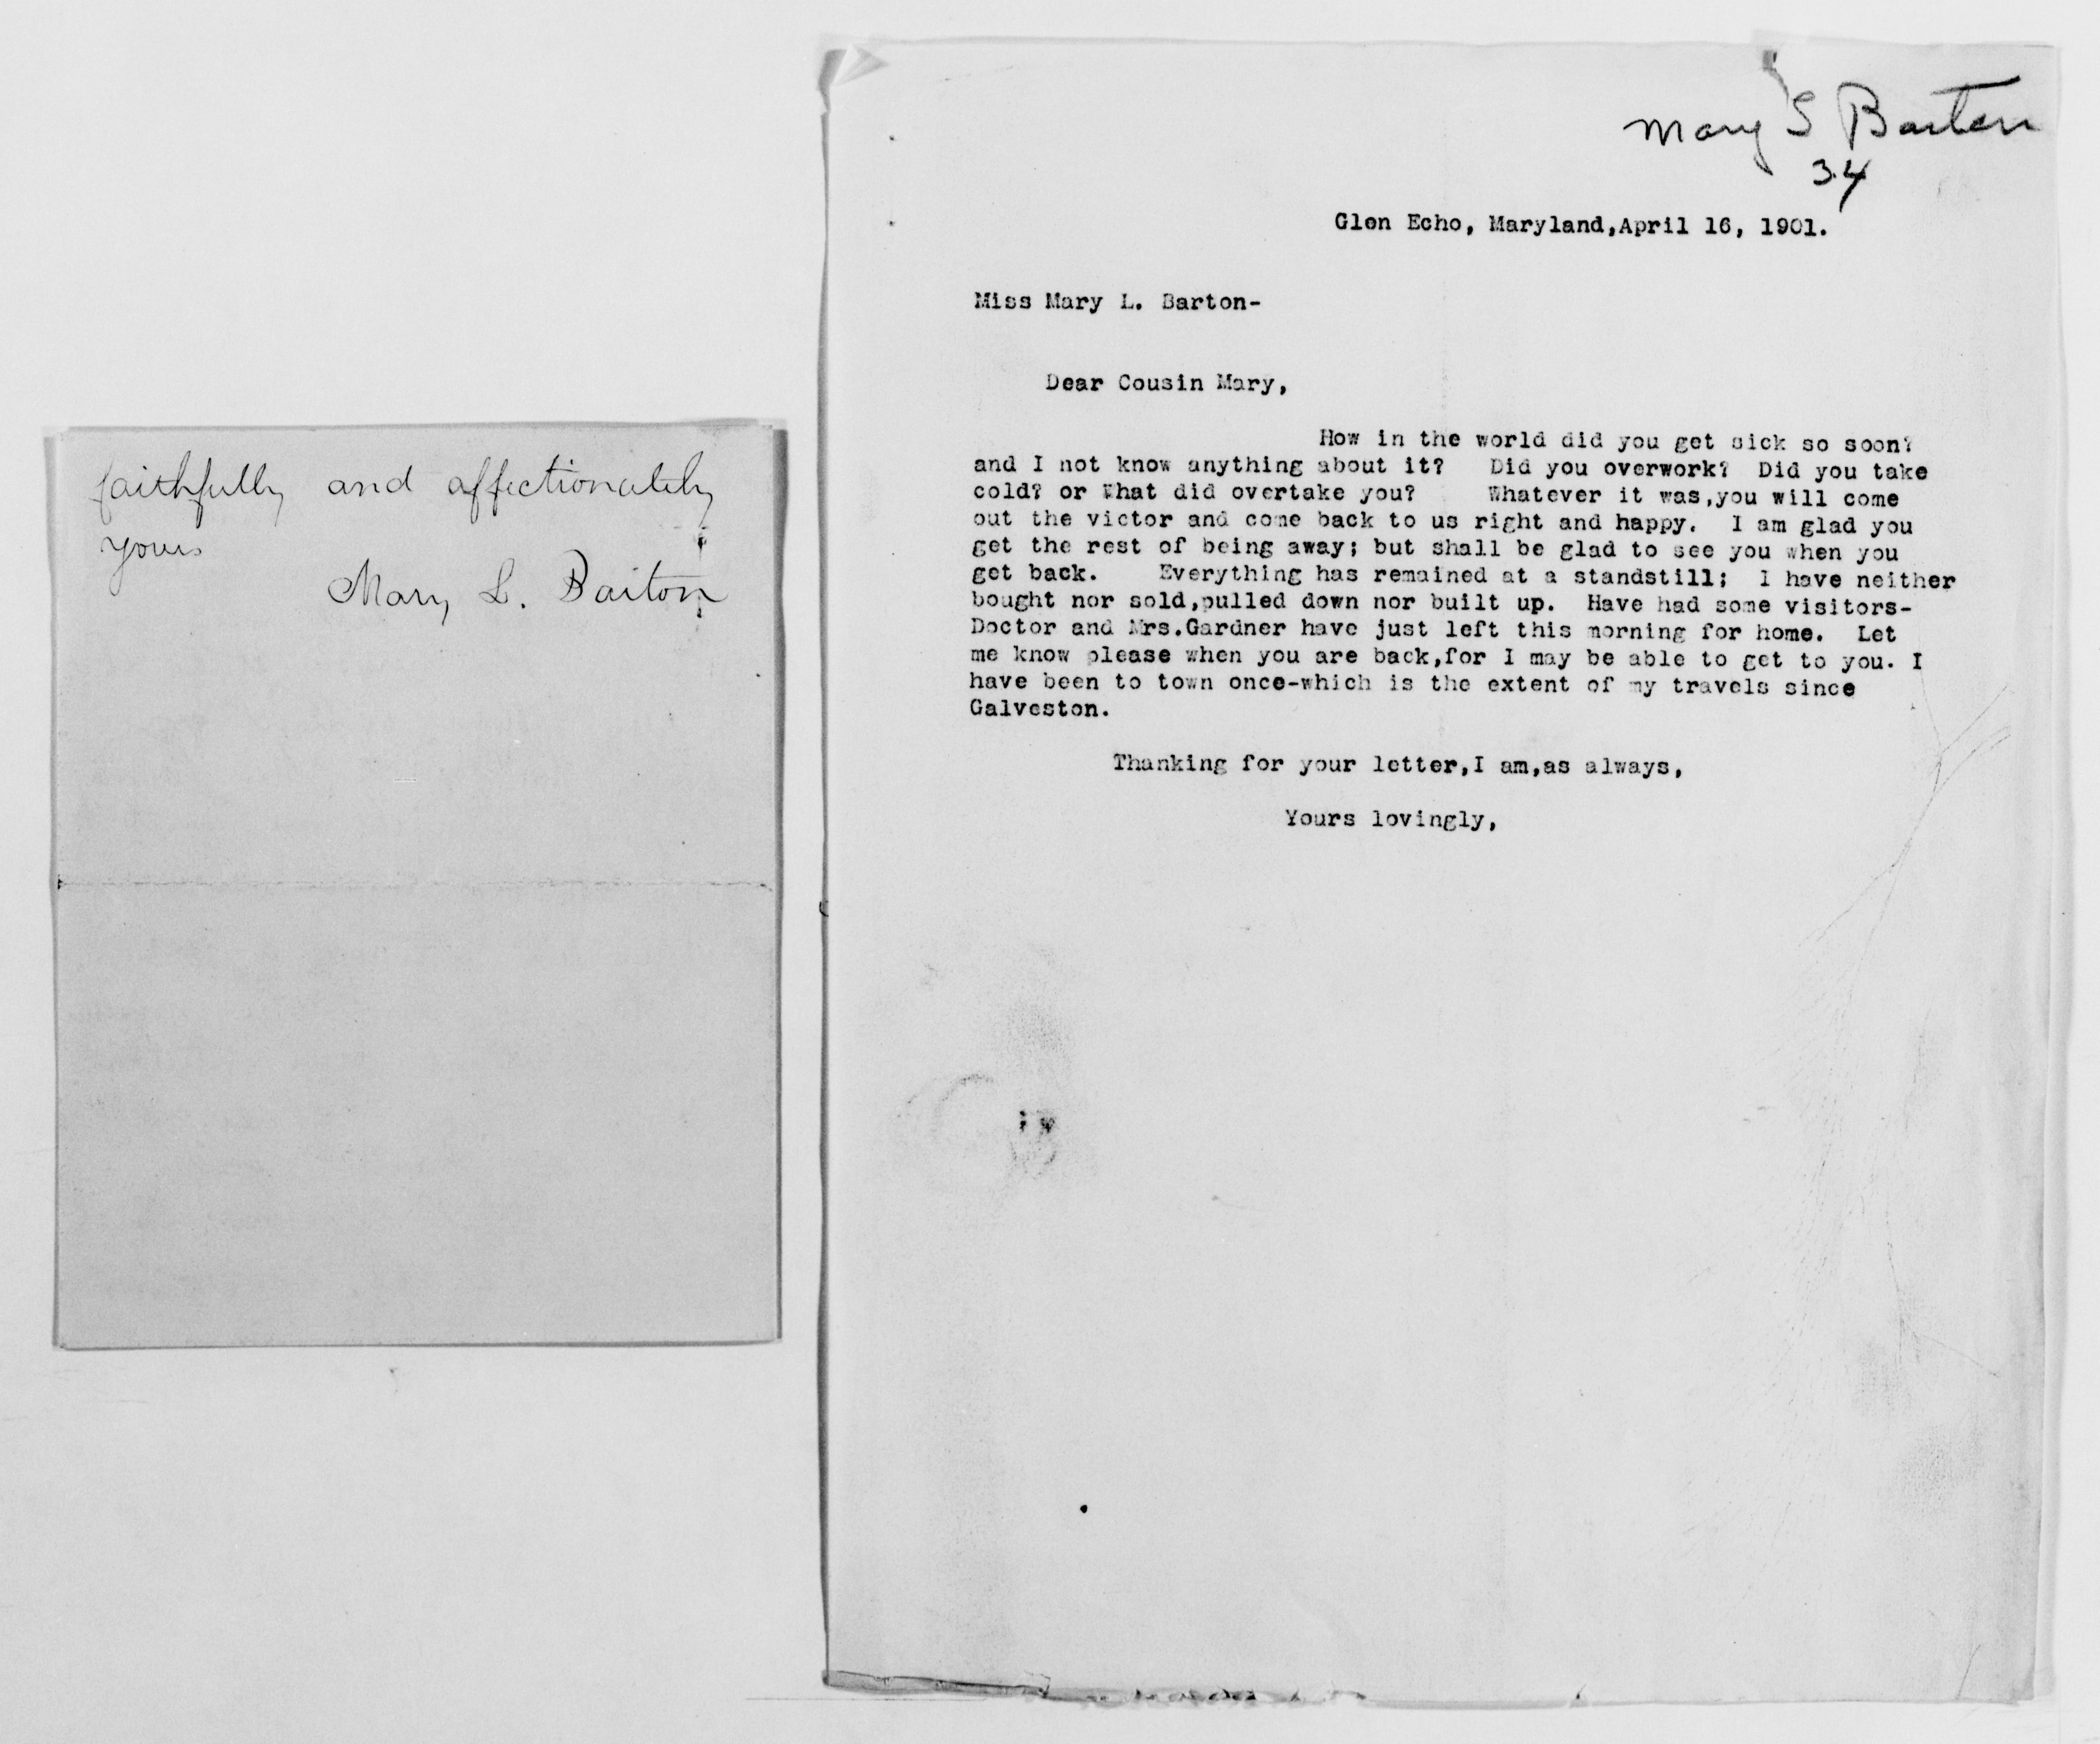 faithfully and affectionately
yours
Mary L. Barton
Mary S Barton
34
Glen Echo, Maryland,April 16, 1901.
Miss Mary L. Barton-
Dear Cousin Mary,
How in the world did you get sick so soon?
and I not know anything about it? Did you overwork? Did you take
cold? or What did overtake you? Whatever it was,you will come
out the victor and come back to us right and happy. I am glad you
get the rest of being away; but shall be glad to see you when you
get back. Everything has remained at a standstill; I have neither
bought nor sold,pulled down nor built up. Have had some visitors-
Doctor and Mrs.Gardner have just left this morning for home. Let
me know please when you are back,for I may be able to get to you. I
have been to town once-which is the extent of my travels since
Galveston.
Thanking for your letter,I am,as always,
Yours lovingly,